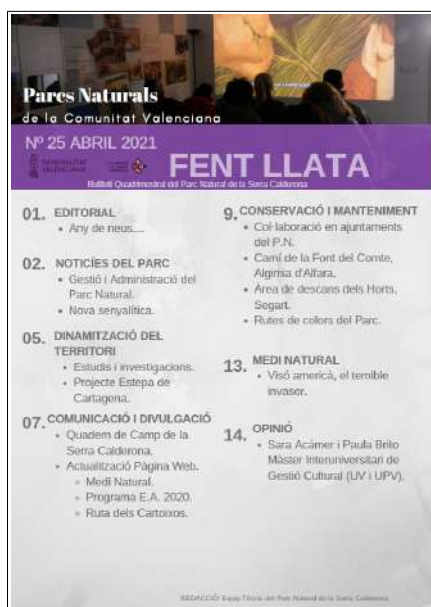 Parcs Naturals
de la Comunitat Valenciana
Nº 25 ABRIL 2021
GENERALITAT
VALENCIANA
FENT LLATA
Butlletí Quadrimestral del Parc Natural de la Serra Calderona
01. EDITORIAL
• Any de neus....
02. NOTICÍES DEL PARC
• Gestió i Administració del
Parc Natural.
• Nova senyalítica.
05. DINAMITZACIÓ DEL
TERRITORI
• Estudis i investigacions.
• Projecte Estepa de
Cartagena.
07. COMUNICACIÓ I DIVULGACIÓ
• Quadern de Camp de la
Serra Calderona.
• Actualització Pàgina Web.
Medi Natural.
Programa E.A. 2020.
Ruta dels Cartoixos.
9. CONSERVACIÓ I MANTENIMENT
• Col·laboració en ajuntaments
del P.N.
• Camí de la Font del Comte,
Algimia d'Alfara.
• Àrea de descans dels Horts,
Segart.
• Rutes de colors del Parc.
13. MEDI NATURAL
• Visó americà, el terrible
invasor.
14. OPINIÓ
• Sara Acámer i Paula Brito
Màster Interuniversitari de
Gestió Cultural (UV i UPV).
REDACCIÓ: Equip Tècnic del Parc Natural de la Serra Calderona